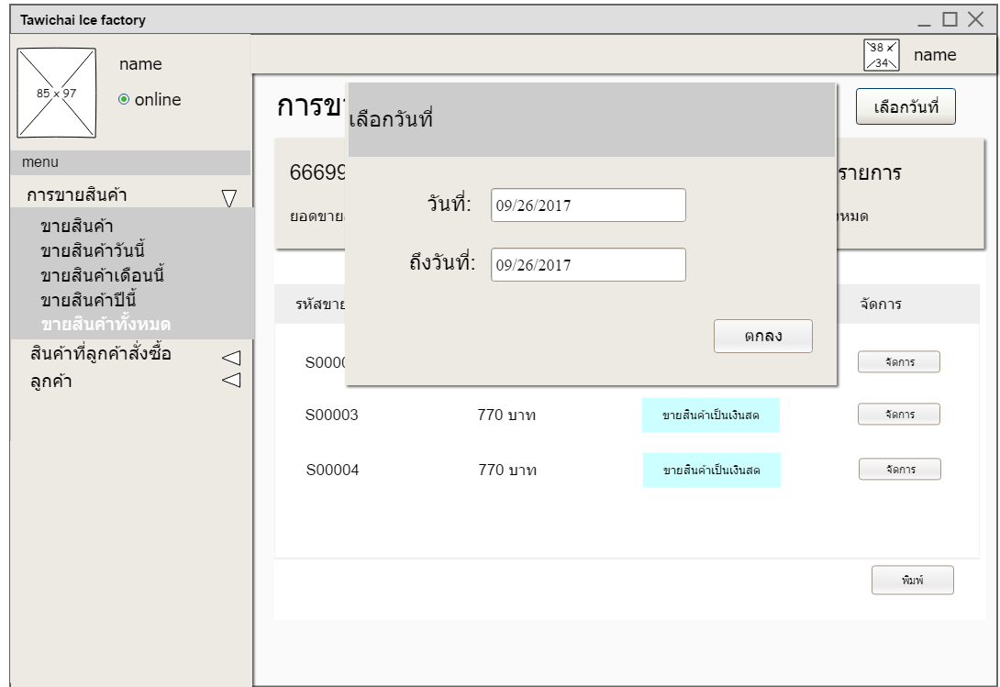 Tawichai Ice factory
name
85 x 97
online
38 x 34
name
menu
การขายสินค้า
ขายสินค้า
ขายสินค้าวันนี้
ขายสินค้าเดือนนี้
ขายสินค้าปีนี้
ขายสินค้าทั้งหมด
สินค้าที่ลูกค้าสั่งซื้อ
ลูกค้า
การข
เลือกวันที่
66699
รายการ
ยอดขาย
หมด
เลือกวันที่
วันที่: 09/26/2017
ถึงวันที่: 09/26/2017
ตกลง
รหัสขาย จัดการ
S0000 จัดการ
S00003 770 บาท ขายสินค้าเป็นเงินสด จัดการ
S00004 770 บาท ขายสินค้าเป็นเงินสด จัดการ
พิมพ์